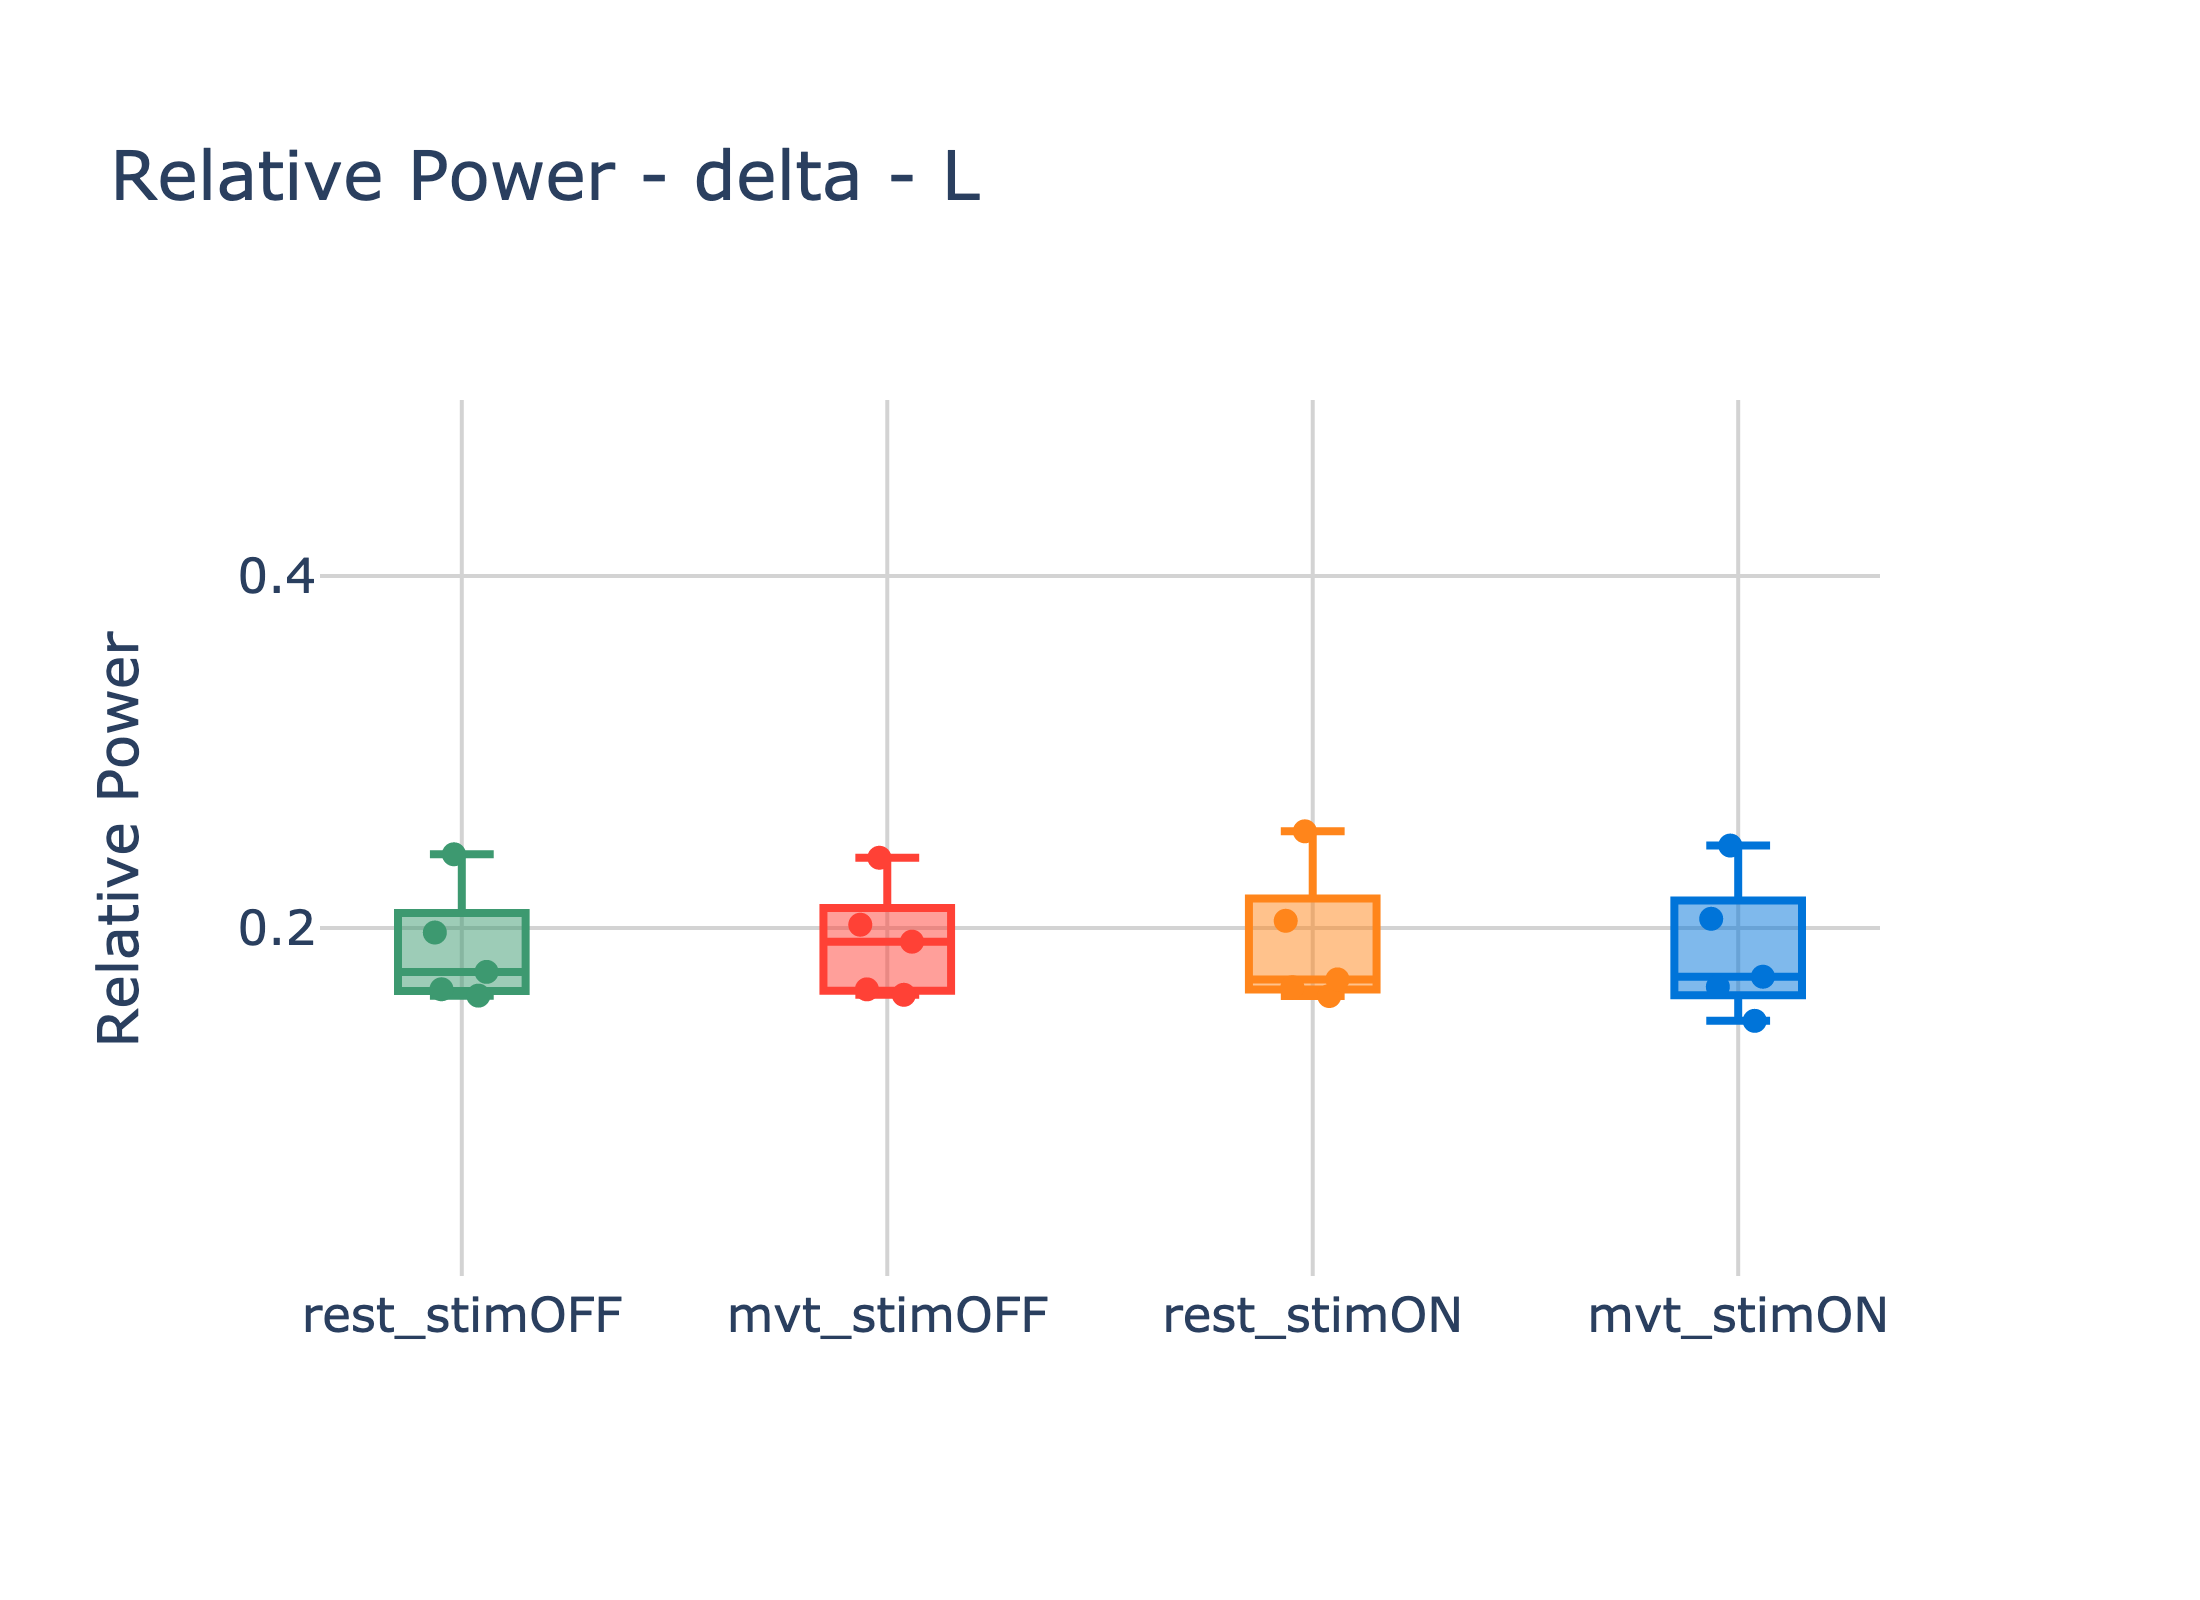 Relative Power - delta - L
Relative Power
0.4
0.2
rest_stimOFF
mvt_stimOFF
rest_stimON
mvt_stimON